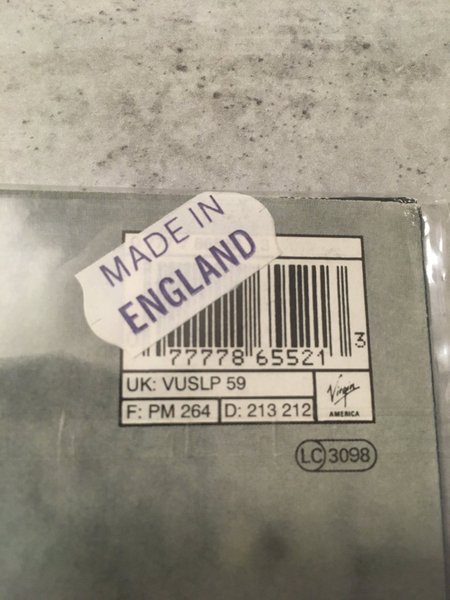 MADE IN
ENGLAND
77778 65521 3
UK: VUSLP 59
F: PM 264 D: 213 212
Virgin
AMERICA
LC 3098